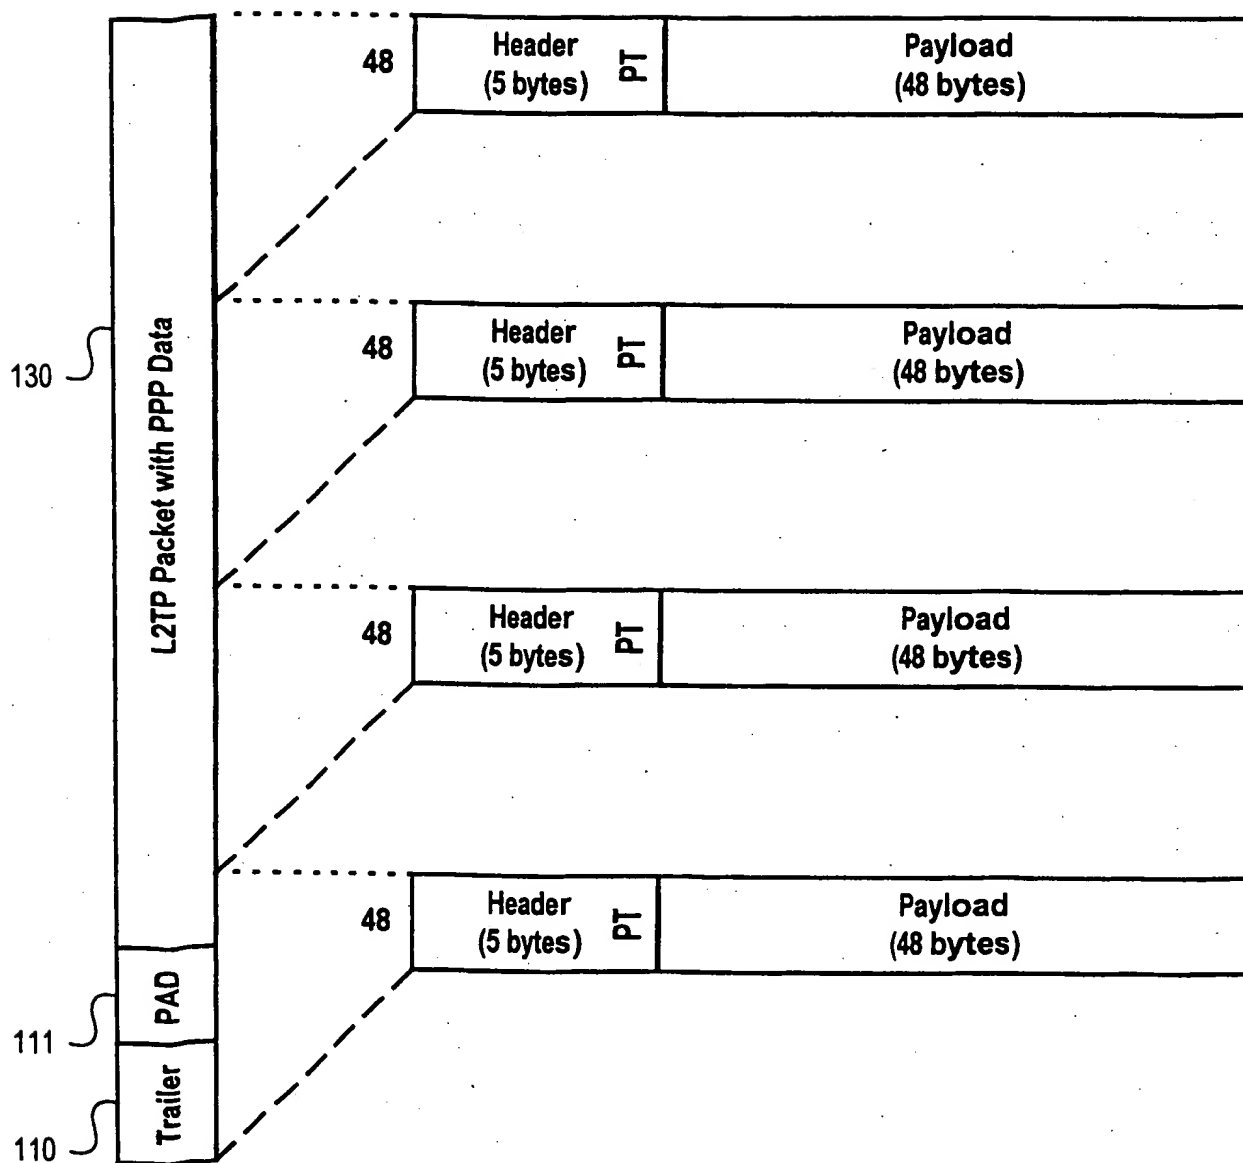 48
Header
(5 bytes)
PT
Payload
(48 bytes)
130
L2TP Packet with PPP Data
48
Header
(5 bytes)
PT
Payload
(48 bytes)
48
Header
(5 bytes)
PT
Payload
(48 bytes)
48
Header
(5 bytes)
PT
Payload
(48 bytes)
111
PAD
110
Trailer